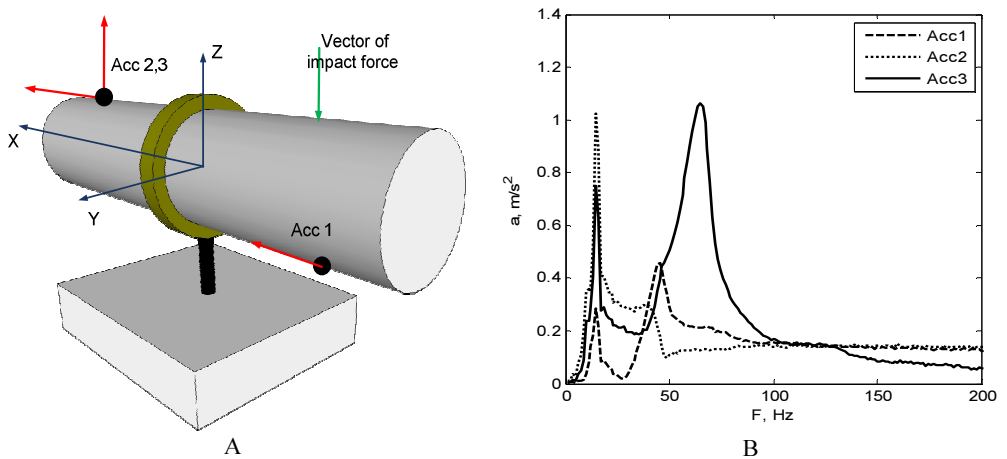 Acc 2,3
Z
Vector of
impact force
X
Y
Acc 1
A
1.4
1.2
1
0.8
0.6
0.4
0.2
0
a, m/s²
0
50
100
150
200
F, Hz
Acc1
Acc2
Acc3
B